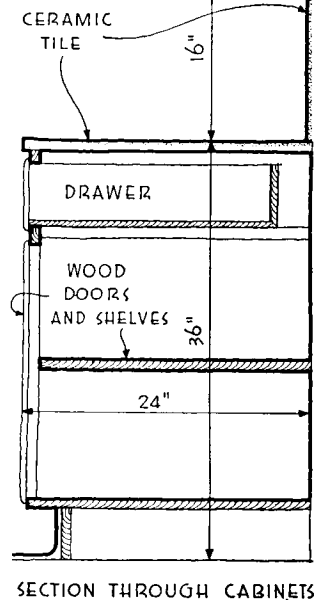 CERAMIC
TILE
16"
DRAWER
WOOD
DOORS
AND SHELVES
36"
24"
SECTION THROUGH CABINETS